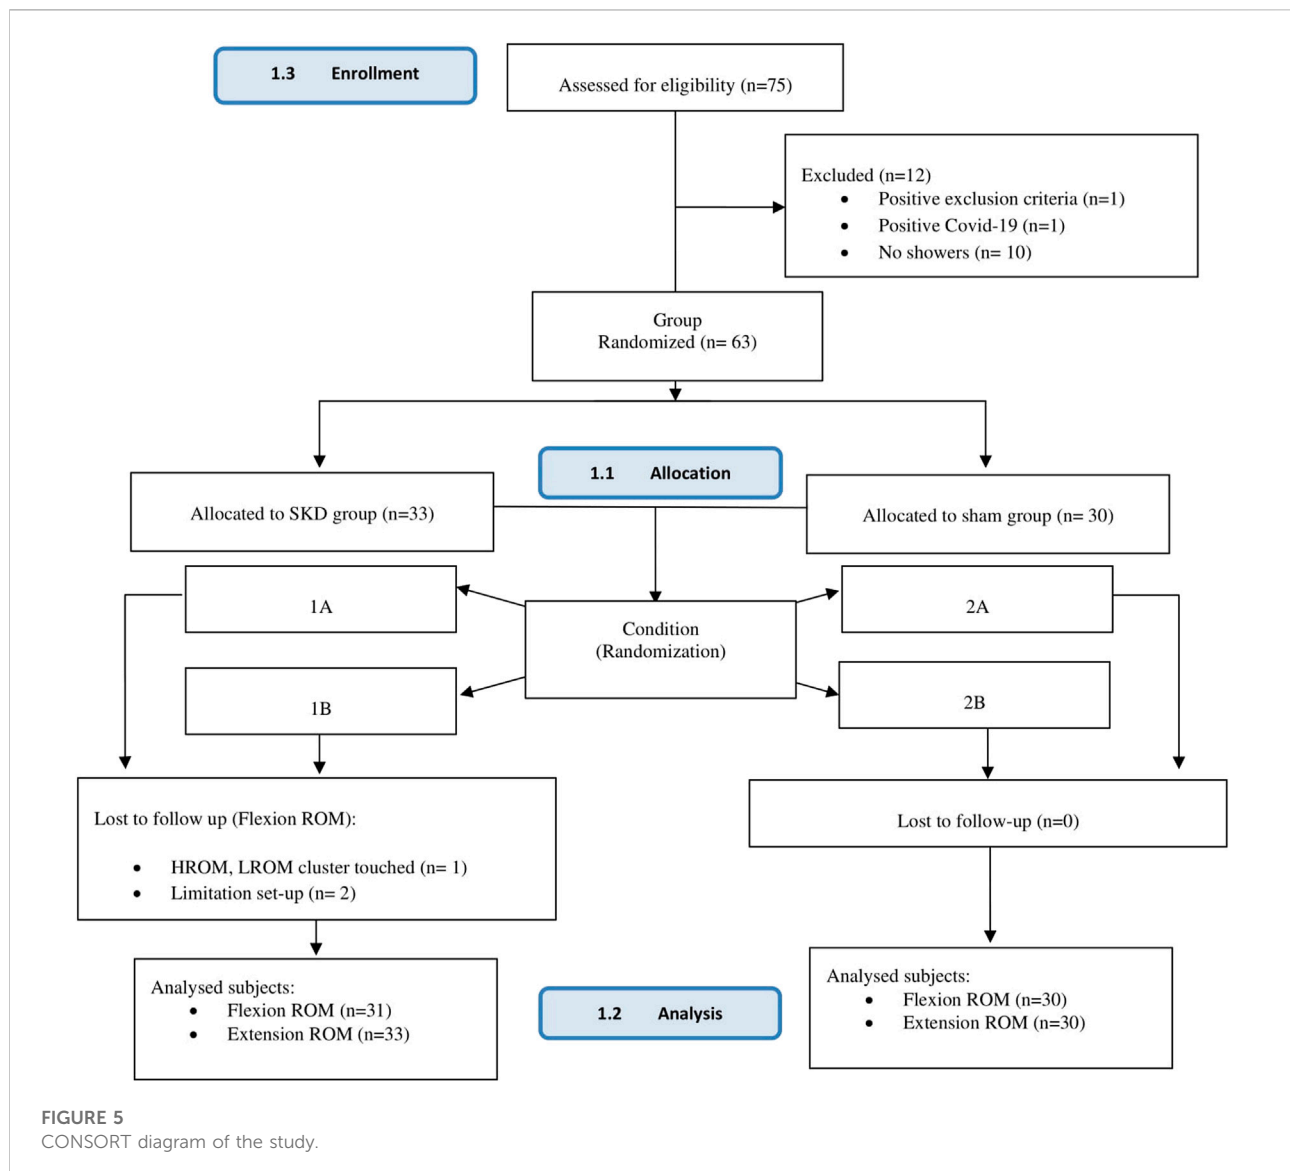 1.3 Enrollment
Assessed for eligibility (n=75)
Excluded (n=12)
• Positive exclusion criteria (n=1)
• Positive Covid-19 (n=1)
• No showers (n= 10)
Group
Randomized (n= 63)
1.1 Allocation
Allocated to SKD group (n=33)
Allocated to sham group (n= 30)
1A
2A
Condition
(Randomization)
1B
2B
Lost to follow up (Flexion ROM):
• HROM, LROM cluster touched (n= 1)
• Limitation set-up (n= 2)
Lost to follow-up (n=0)
Analysed subjects:
• Flexion ROM (n=31)
• Extension ROM (n=33)
1.2 Analysis
Analysed subjects:
• Flexion ROM (n=30)
• Extension ROM (n=30)
FIGURE 5
CONSORT diagram of the study.